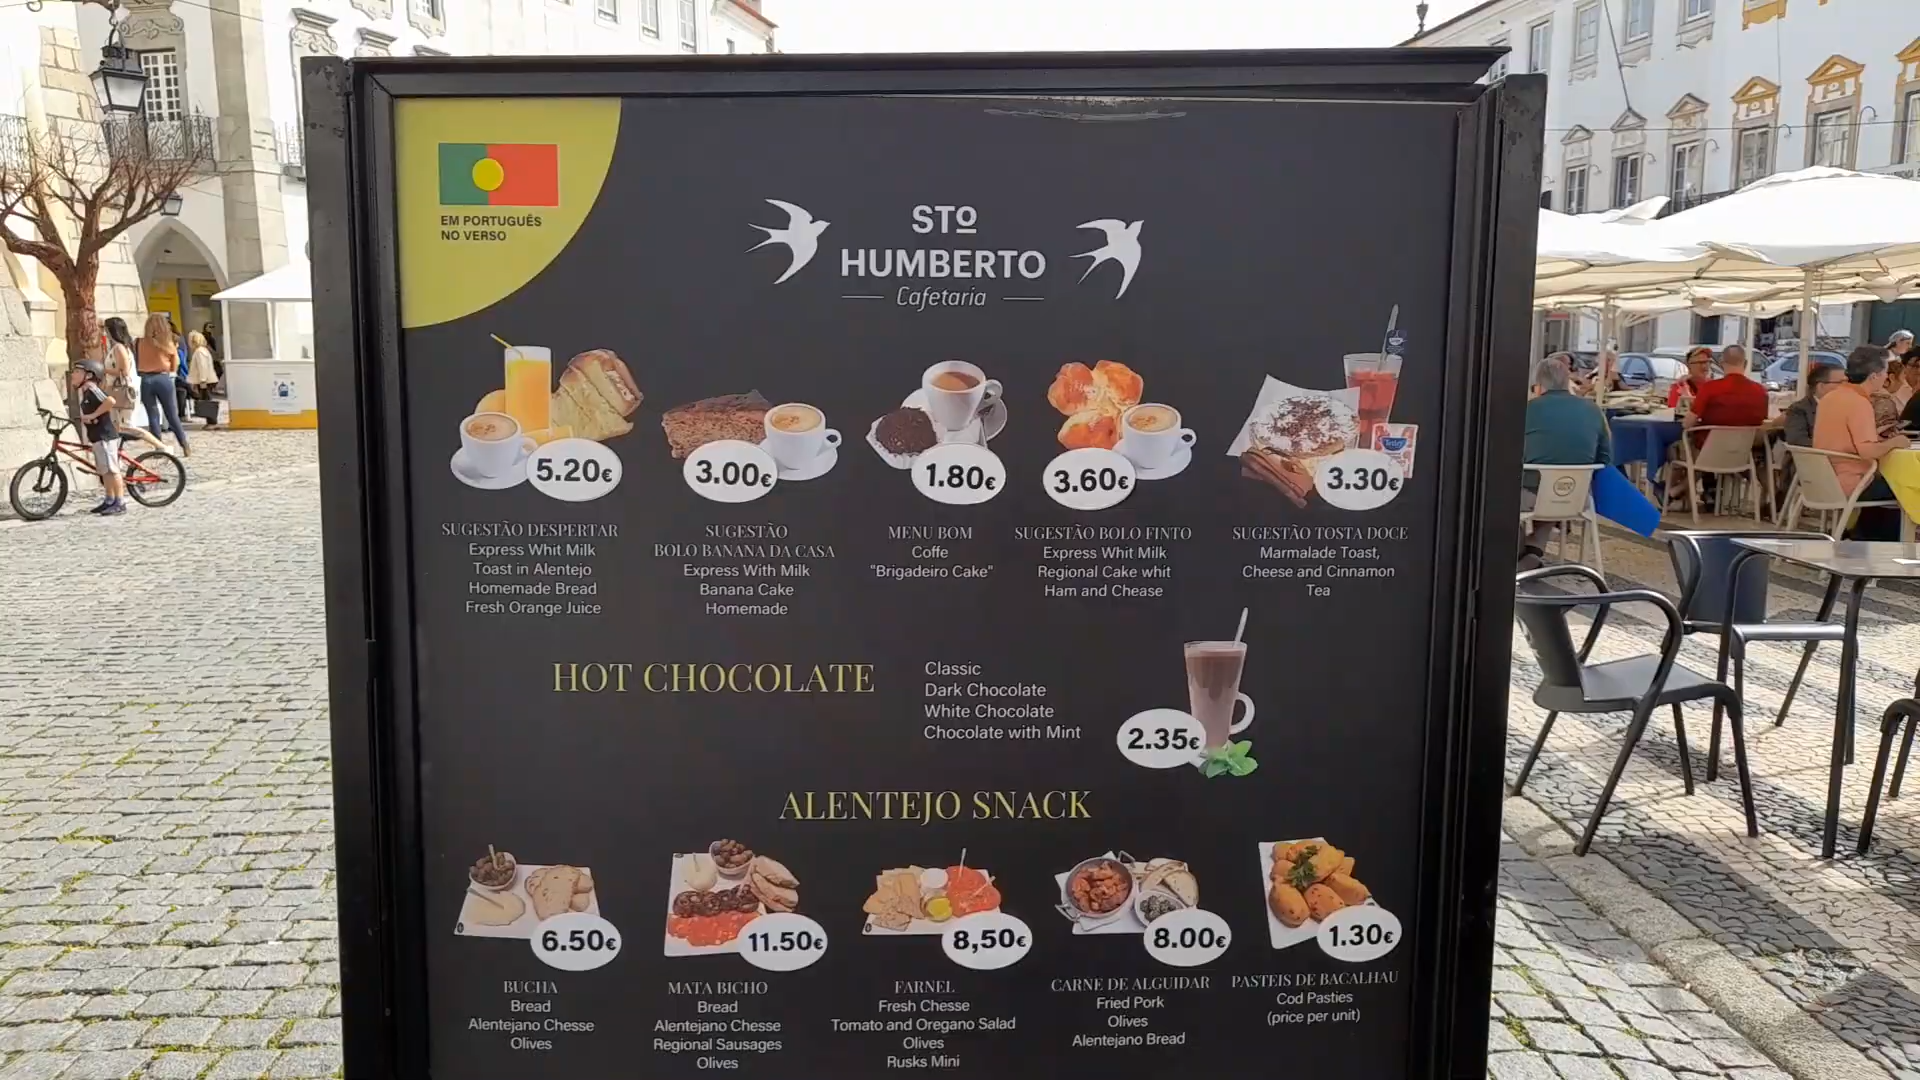 EM PORTUGUÊS
NO VERSO
STO
HUMBERTO
Cafetaria
5.20€
3.00€
1.80€
3.60€
3.30€
SUGESTÃO DESPERTAR
Express Whit Milk
Toast in Alentejo
Homemade Bread
Fresh Orange Juice
SUGESTÃO
BOLO BANANA DA CASA
Express With Milk
Banana Cake
Homemade
MENU BOM
Coffe
"Brigadeiro Cake"
SUGESTÃO BOLO FINTO
Express Whit Milk
Regional Cake whit
Ham and Chease
SUGESTÃO TOSTA DOCE
Marmalade Toast,
Cheese and Cinnamon
Tea
Tetley
HOT CHOCOLATE
Classic
Dark Chocolate
White Chocolate
Chocolate with Mint
2.35€
ALENTEJO SNACK
6.50€
11.50€
8,50€
8.00€
1.30€
BUCHA
Bread
Alentejano Chesse
Olives
MATA BICHO
Bread
Alentejano Chesse
Regional Sausages
Olives
FARNEL
Fresh Chesse
Tomato and Oregano Salad
Olives
Rusks Mini
CARNE DE ALGUIDAR
Fried Pork
Olives
Alentejano Bread
PASTEIS DE BACALHAU
Cod Pasties
(price per unit)